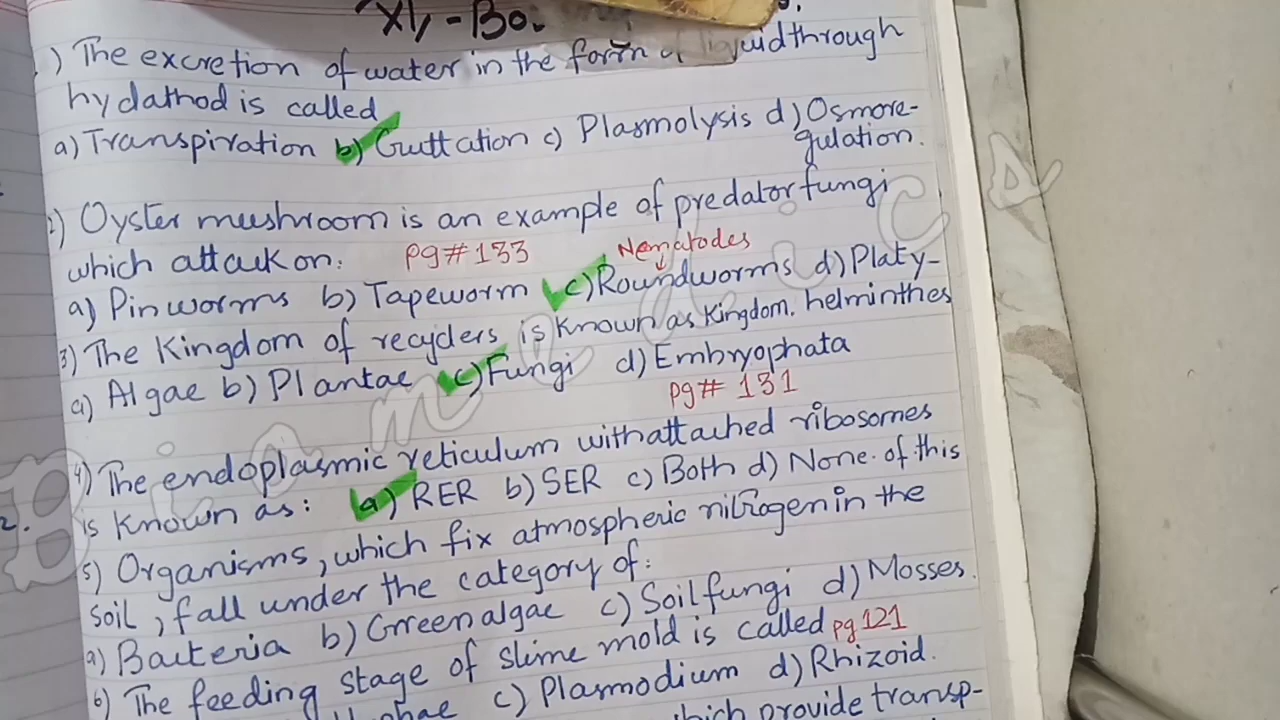 XI, - Bo.
1) The excretion of water in the form of liquid through
hydathod is called
a) Transpiration b) Guttation c) Plasmolysis d) Osmore-
gulation.
2) Oyster mushroom is an example of predator fungi
which attack on: pg# 133 Nematodes
a) Pinworms b) Tapeworm c) Roundworms d) Platy-
helminthes
3) The Kingdom of recyclers is known as Kingdom.
a) Algae b) Plantae c) Fungi d) Embryophata
pg# 131
4) The endoplasmic reticulum with attached ribosomes
is known as: a) RER b) SER c) Both d) None of this
5) Organisms, which fix atmospheric nitrogen in the
soil, fall under the category of:
a) Bacteria b) Green algae c) Soil fungi d) Mosses.
6) The feeding stage of slime mold is called pg 121
c) Plasmodium d) Rhizoid.
which provide transp-
Biomedica
2.